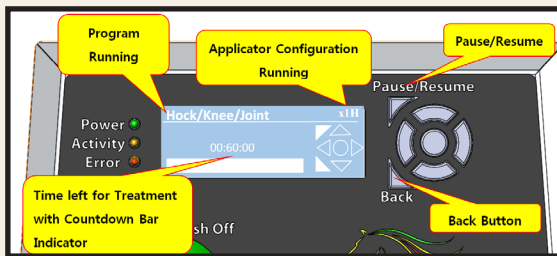 Program
Running
Applicator Configuration
Running
Pause/Resume
Pause/Resume
Hock/Knee/Joint x1H
Power
Activity
Error
00:60:00
Time left for Treatment
with Countdown Bar
Indicator
Back
Back Button
sh Off